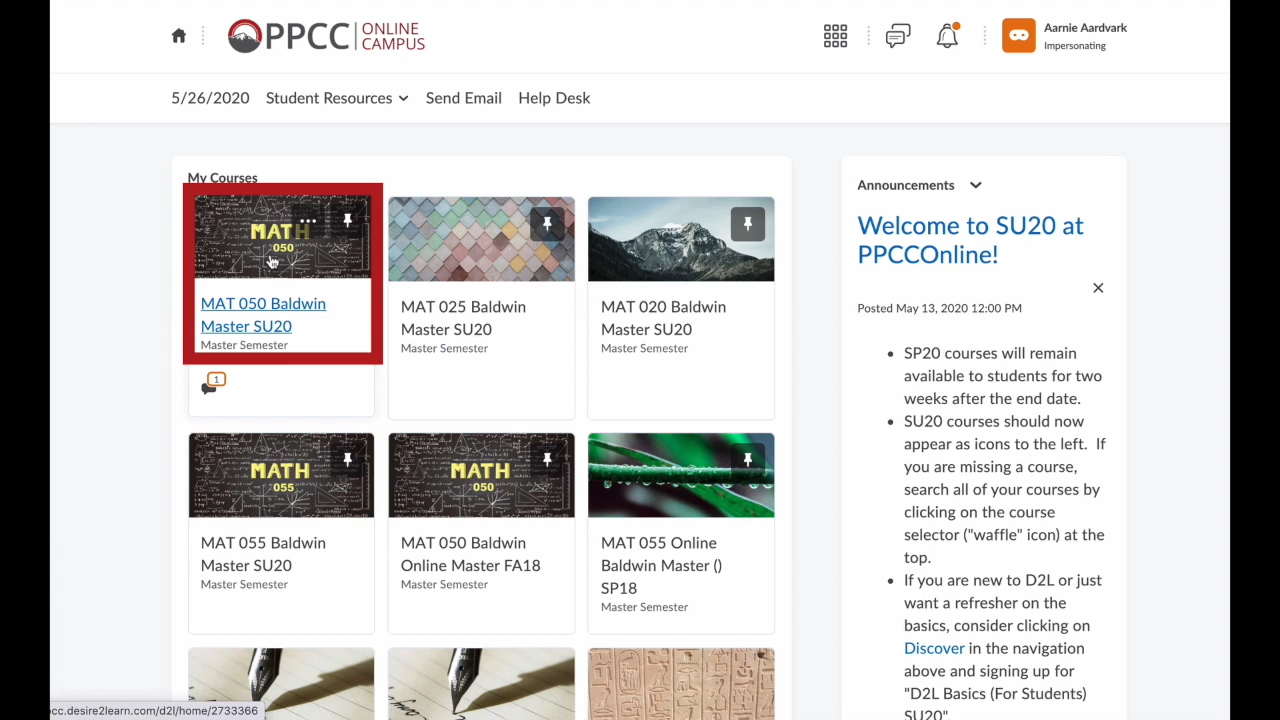 PPCC ONLINE CAMPUS
Aarnie Aardvark
Impersonating
5/26/2020 Student Resources Send Email Help Desk
My Courses
MATH
050
MAT 050 Baldwin
Master SU20
Master Semester
1
MAT 025 Baldwin
Master SU20
Master Semester
MAT 020 Baldwin
Master SU20
Master Semester
MATH
055
MAT 055 Baldwin
Master SU20
Master Semester
MATH
050
MAT 050 Baldwin
Online Master FA18
Master Semester
MAT 055 Online
Baldwin Master ()
SP18
Master Semester
Announcements
Welcome to SU20 at
PPCCOnline!
Posted May 13, 2020 12:00 PM
SP20 courses will remain
available to students for two
weeks after the end date.
SU20 courses should now
appear as icons to the left. If
you are missing a course,
search all of your courses by
clicking on the course
selector ("waffle" icon) at the
top.
If you are new to D2L or just
want a refresher on the
basics, consider clicking on
Discover in the navigation
above and signing up for
"D2L Basics (For Students)
SU20"
cc.desire2learn.com/d2l/home/2733366